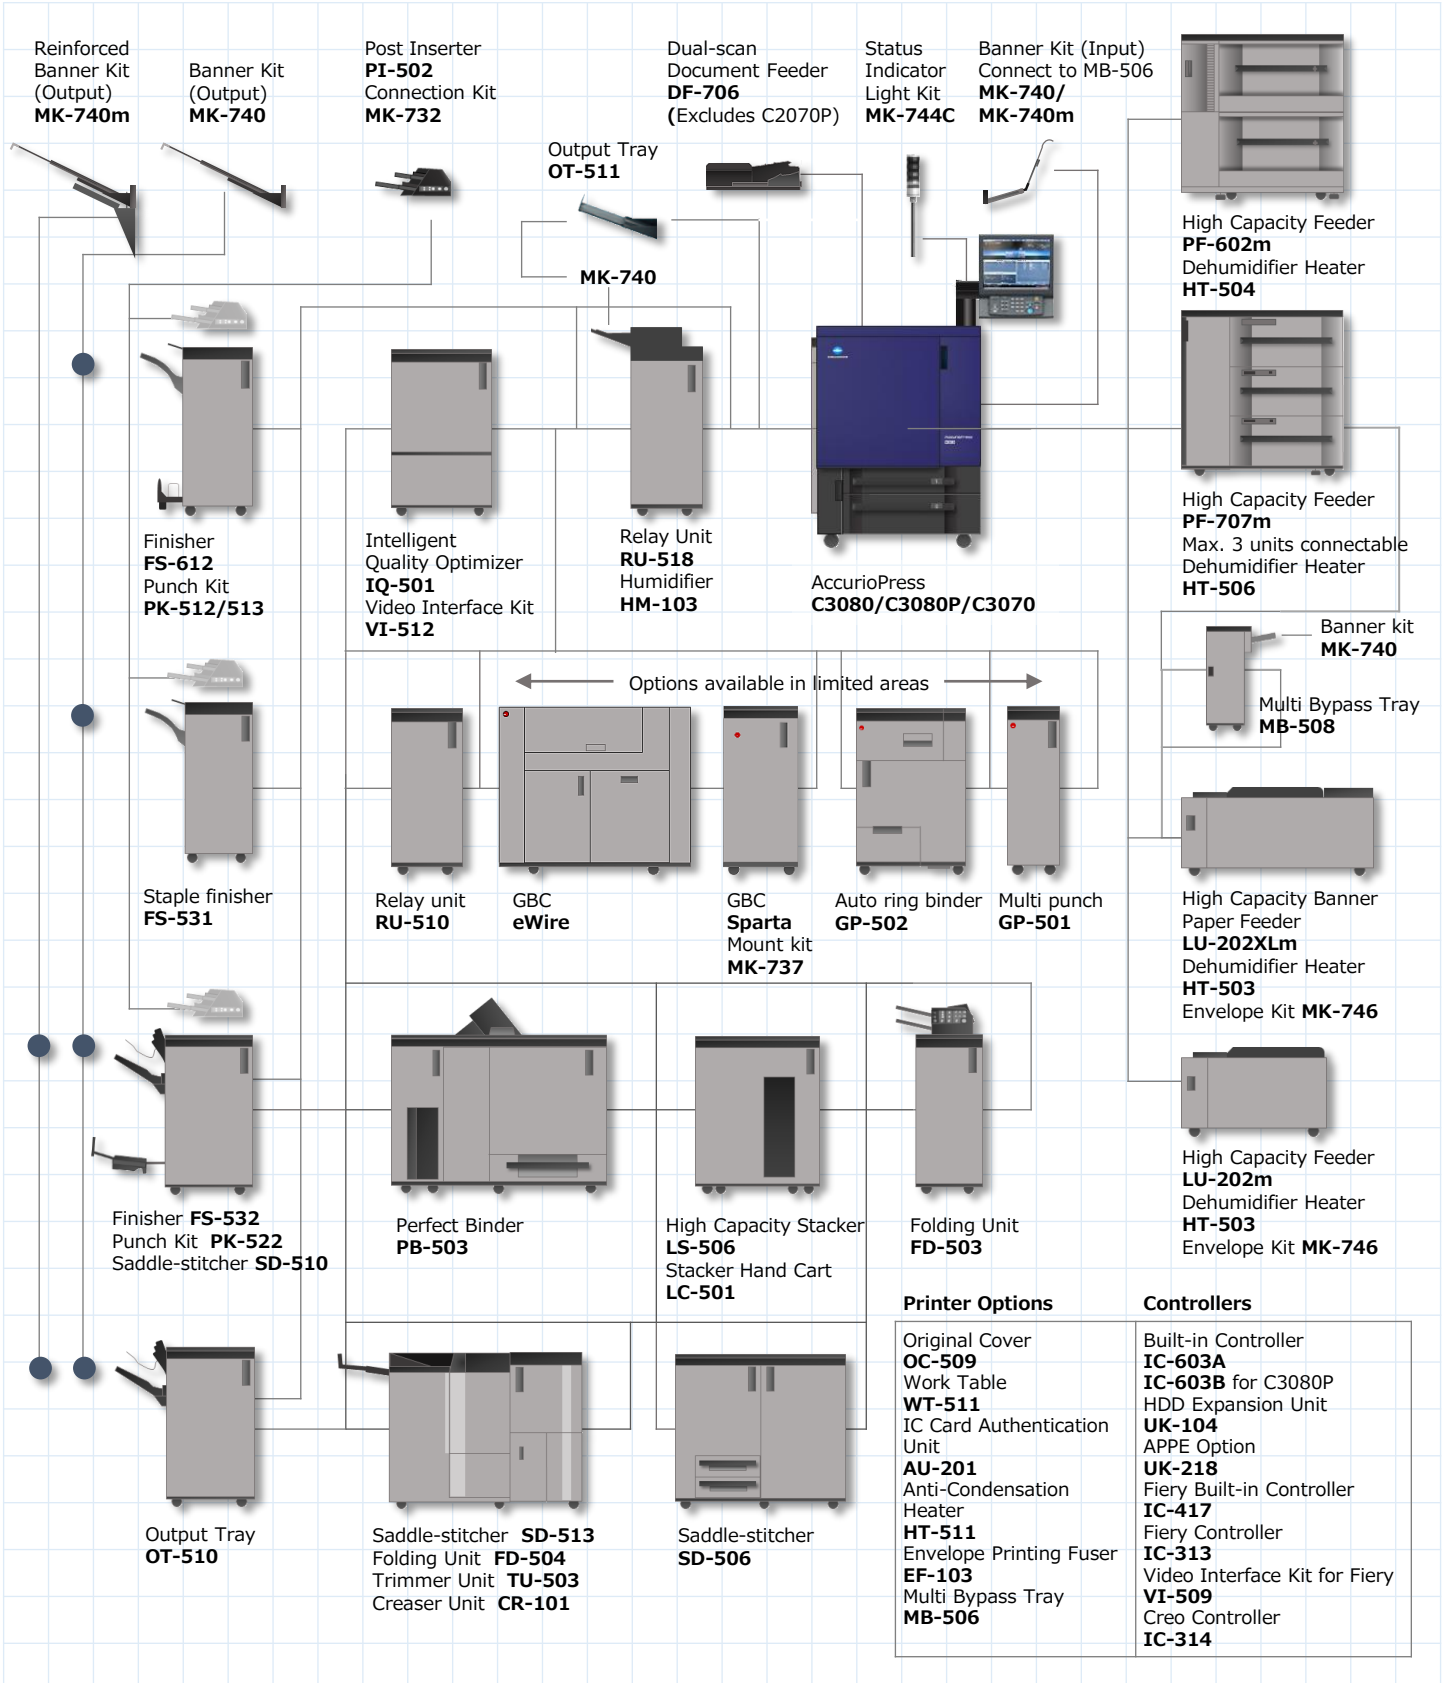 Reinforced
Banner Kit
(Output)
MK-740m
Banner Kit
(Output)
MK-740
Post Inserter
PI-502
Connection Kit
MK-732
Output Tray
OT-511
MK-740
Dual-scan
Document Feeder
DF-706
(Excludes C2070P)
Status
Indicator
Light Kit
MK-744C
Banner Kit (Input)
Connect to MB-506
MK-740/
MK-740m
High Capacity Feeder
PF-602m
Dehumidifier Heater
HT-504
Finisher
FS-612
Punch Kit
PK-512/513
Intelligent
Quality Optimizer
IQ-501
Video Interface Kit
VI-512
Relay Unit
RU-518
Humidifier
HM-103
AccurioPress
C3080/C3080P/C3070
High Capacity Feeder
PF-707m
Max. 3 units connectable
Dehumidifier Heater
HT-506
Banner kit
MK-740
Multi Bypass Tray
MB-508
Options available in limited areas
Staple finisher
FS-531
Relay unit
RU-510
GBC
eWire
GBC
Sparta
Mount kit
MK-737
Auto ring binder
GP-502
Multi punch
GP-501
High Capacity Banner
Paper Feeder
LU-202XLm
Dehumidifier Heater
HT-503
Envelope Kit MK-746
Finisher FS-532
Punch Kit PK-522
Saddle-stitcher SD-510
Perfect Binder
PB-503
High Capacity Stacker
LS-506
Stacker Hand Cart
LC-501
Folding Unit
FD-503
High Capacity Feeder
LU-202m
Dehumidifier Heater
HT-503
Envelope Kit MK-746
Output Tray
OT-510
Saddle-stitcher SD-513
Folding Unit FD-504
Trimmer Unit TU-503
Creaser Unit CR-101
Saddle-stitcher
SD-506
Printer Options
Original Cover
OC-509
Work Table
WT-511
IC Card Authentication
Unit
AU-201
Anti-Condensation
Heater
HT-511
Envelope Printing Fuser
EF-103
Multi Bypass Tray
MB-506
Controllers
Built-in Controller
IC-603A
IC-603B for C3080P
HDD Expansion Unit
UK-104
APPE Option
UK-218
Fiery Built-in Controller
IC-417
Fiery Controller
IC-313
Video Interface Kit for Fiery
VI-509
Creo Controller
IC-314